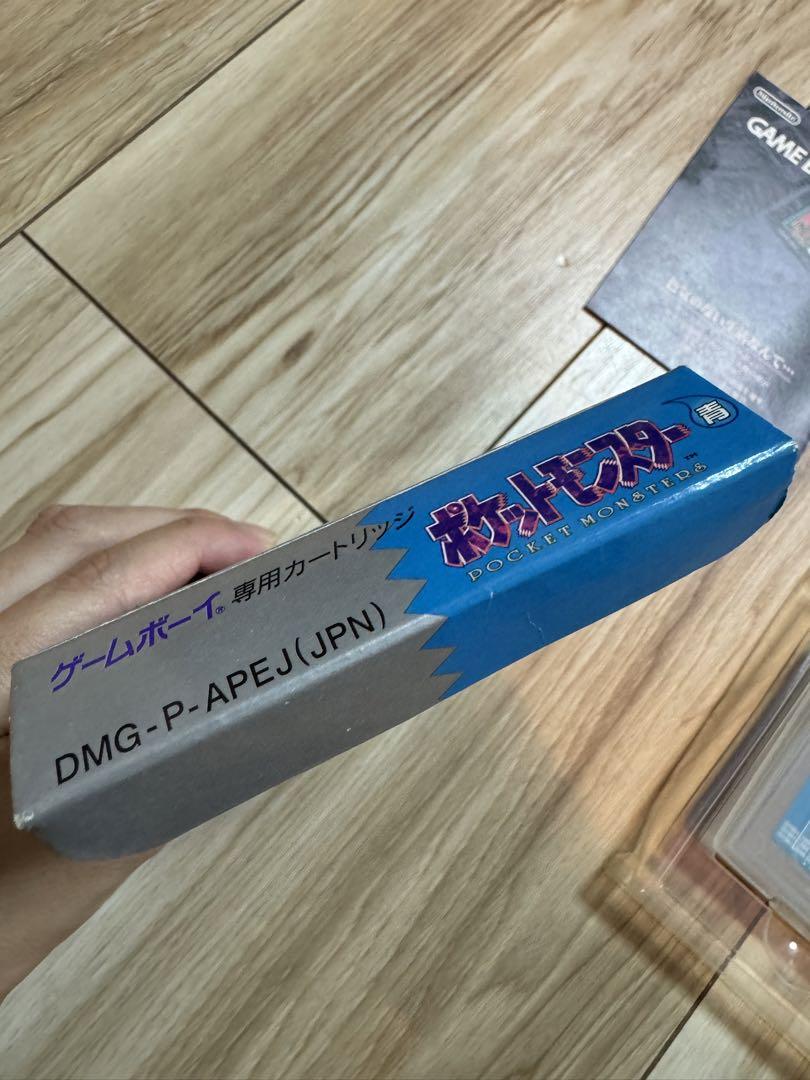 Nintendo
GAME B
ポケットモンスター 青
™
POCKET MONSTERS
ゲームボーイ® 専用カートリッジ
DMG-P-APEJ(JPN)